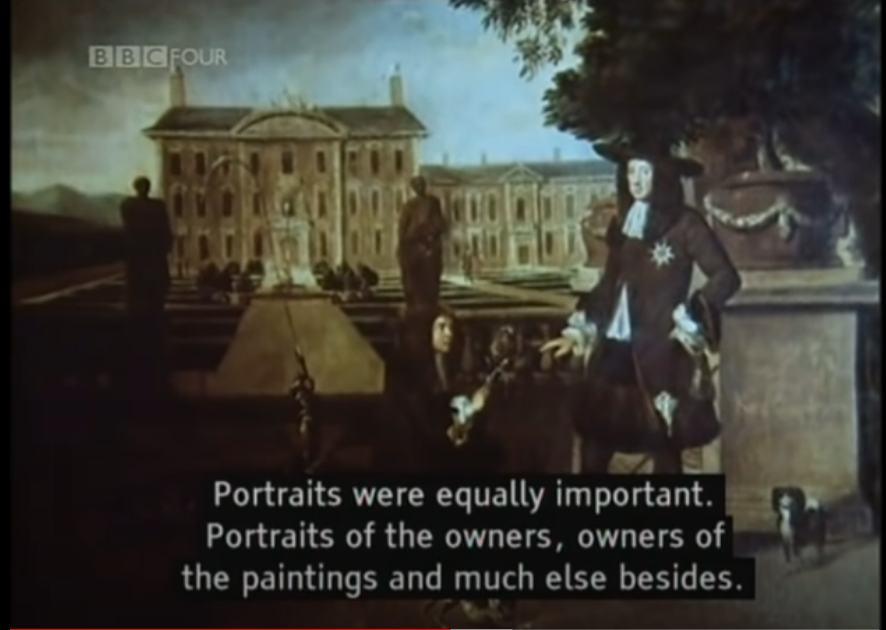 BBC FOUR
Portraits were equally important.
Portraits of the owners, owners of
the paintings and much else besides.